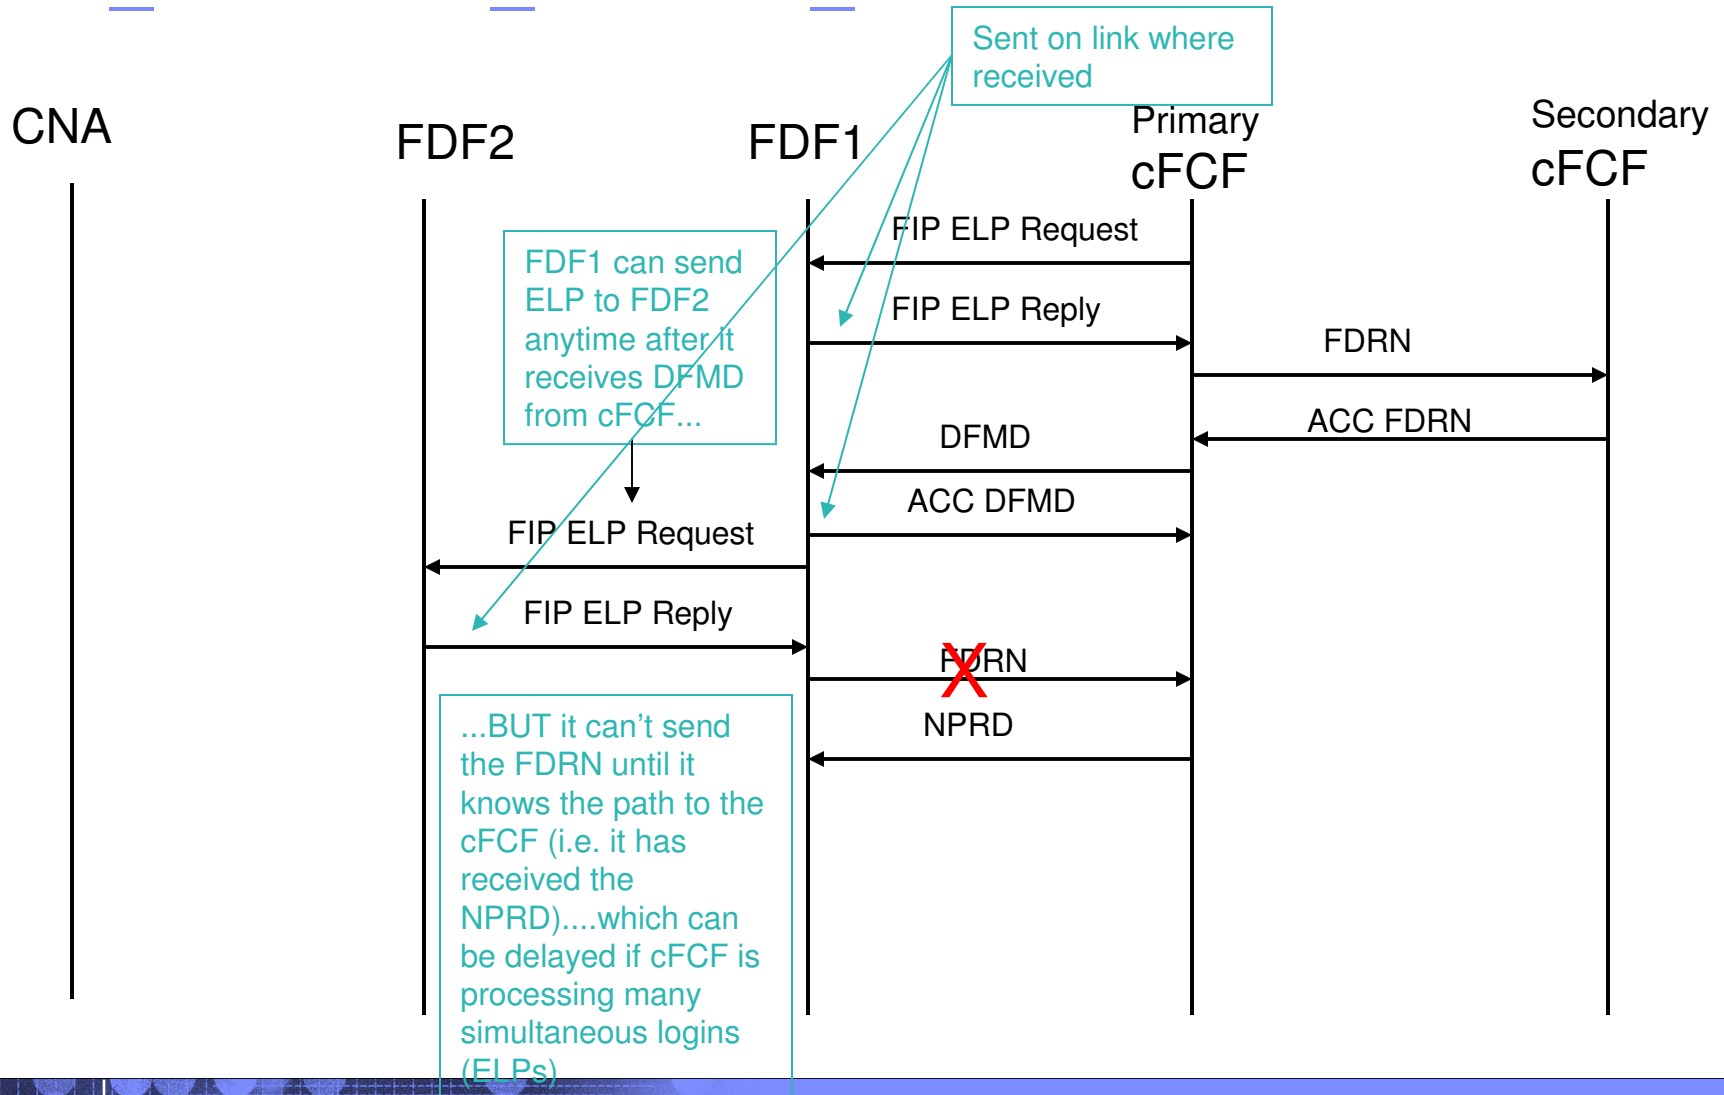 Sent on link where
received
CNA
FDF2
FDF1
Primary
cFCF
Secondary
cFCF
FIP ELP Request
FDF1 can send
ELP to FDF2
anytime after it
receives DFMD
from cFCF...
FIP ELP Reply
FDRN
ACC FDRN
DFMD
ACC DFMD
FIP ELP Request
FIP ELP Reply
FDRN
X
NPRD
...BUT it can’t send
the FDRN until it
knows the path to the
cFCF (i.e. it has
received the
NPRD)....which can
be delayed if cFCF is
processing many
simultaneous logins
(ELPs)